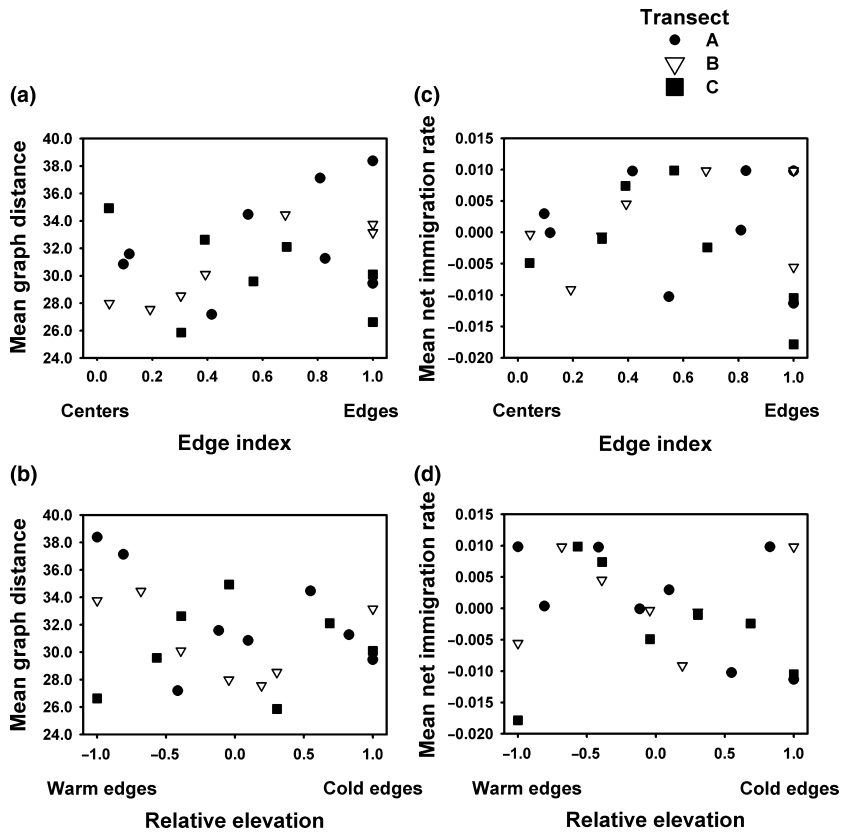 Transect
A
B
C
(a)
40.0
38.0
36.0
34.0
32.0
30.0
28.0
26.0
24.0
Mean graph distance
0.0 0.2 0.4 0.6 0.8 1.0
Centers Edges
Edge index
(c)
0.015
0.010
0.005
0.000
−0.005
−0.010
−0.015
−0.020
Mean net immigration rate
0.0 0.2 0.4 0.6 0.8 1.0
Centers Edges
Edge index
(b)
40.0
38.0
36.0
34.0
32.0
30.0
28.0
26.0
24.0
Mean graph distance
−1.0 −0.5 0.0 0.5 1.0
Warm edges Cold edges
Relative elevation
(d)
0.015
0.010
0.005
0.000
−0.005
−0.010
−0.015
−0.020
Mean net immigration rate
−1.0 −0.5 0.0 0.5 1.0
Warm edges Cold edges
Relative elevation